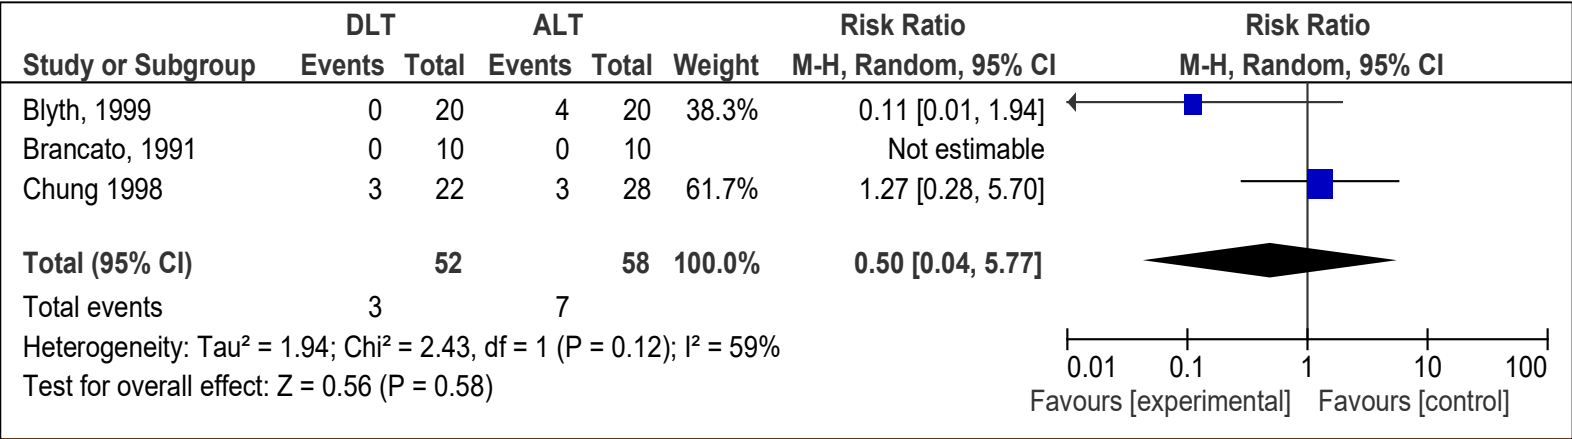 DLT ALT Risk Ratio Risk Ratio
Study or Subgroup Events Total Events Total Weight M-H, Random, 95% CI M-H, Random, 95% CI
Blyth, 1999 0 20 4 20 38.3% 0.11 [0.01, 1.94]
Brancato, 1991 0 10 0 10 Not estimable
Chung 1998 3 22 3 28 61.7% 1.27 [0.28, 5.70]
Total (95% CI) 52 58 100.0% 0.50 [0.04, 5.77]
Total events 3 7
Heterogeneity: Tau² = 1.94; Chi² = 2.43, df = 1 (P = 0.12); I² = 59%
Test for overall effect: Z = 0.56 (P = 0.58)
0.01 0.1 1 10 100
Favours [experimental] Favours [control]